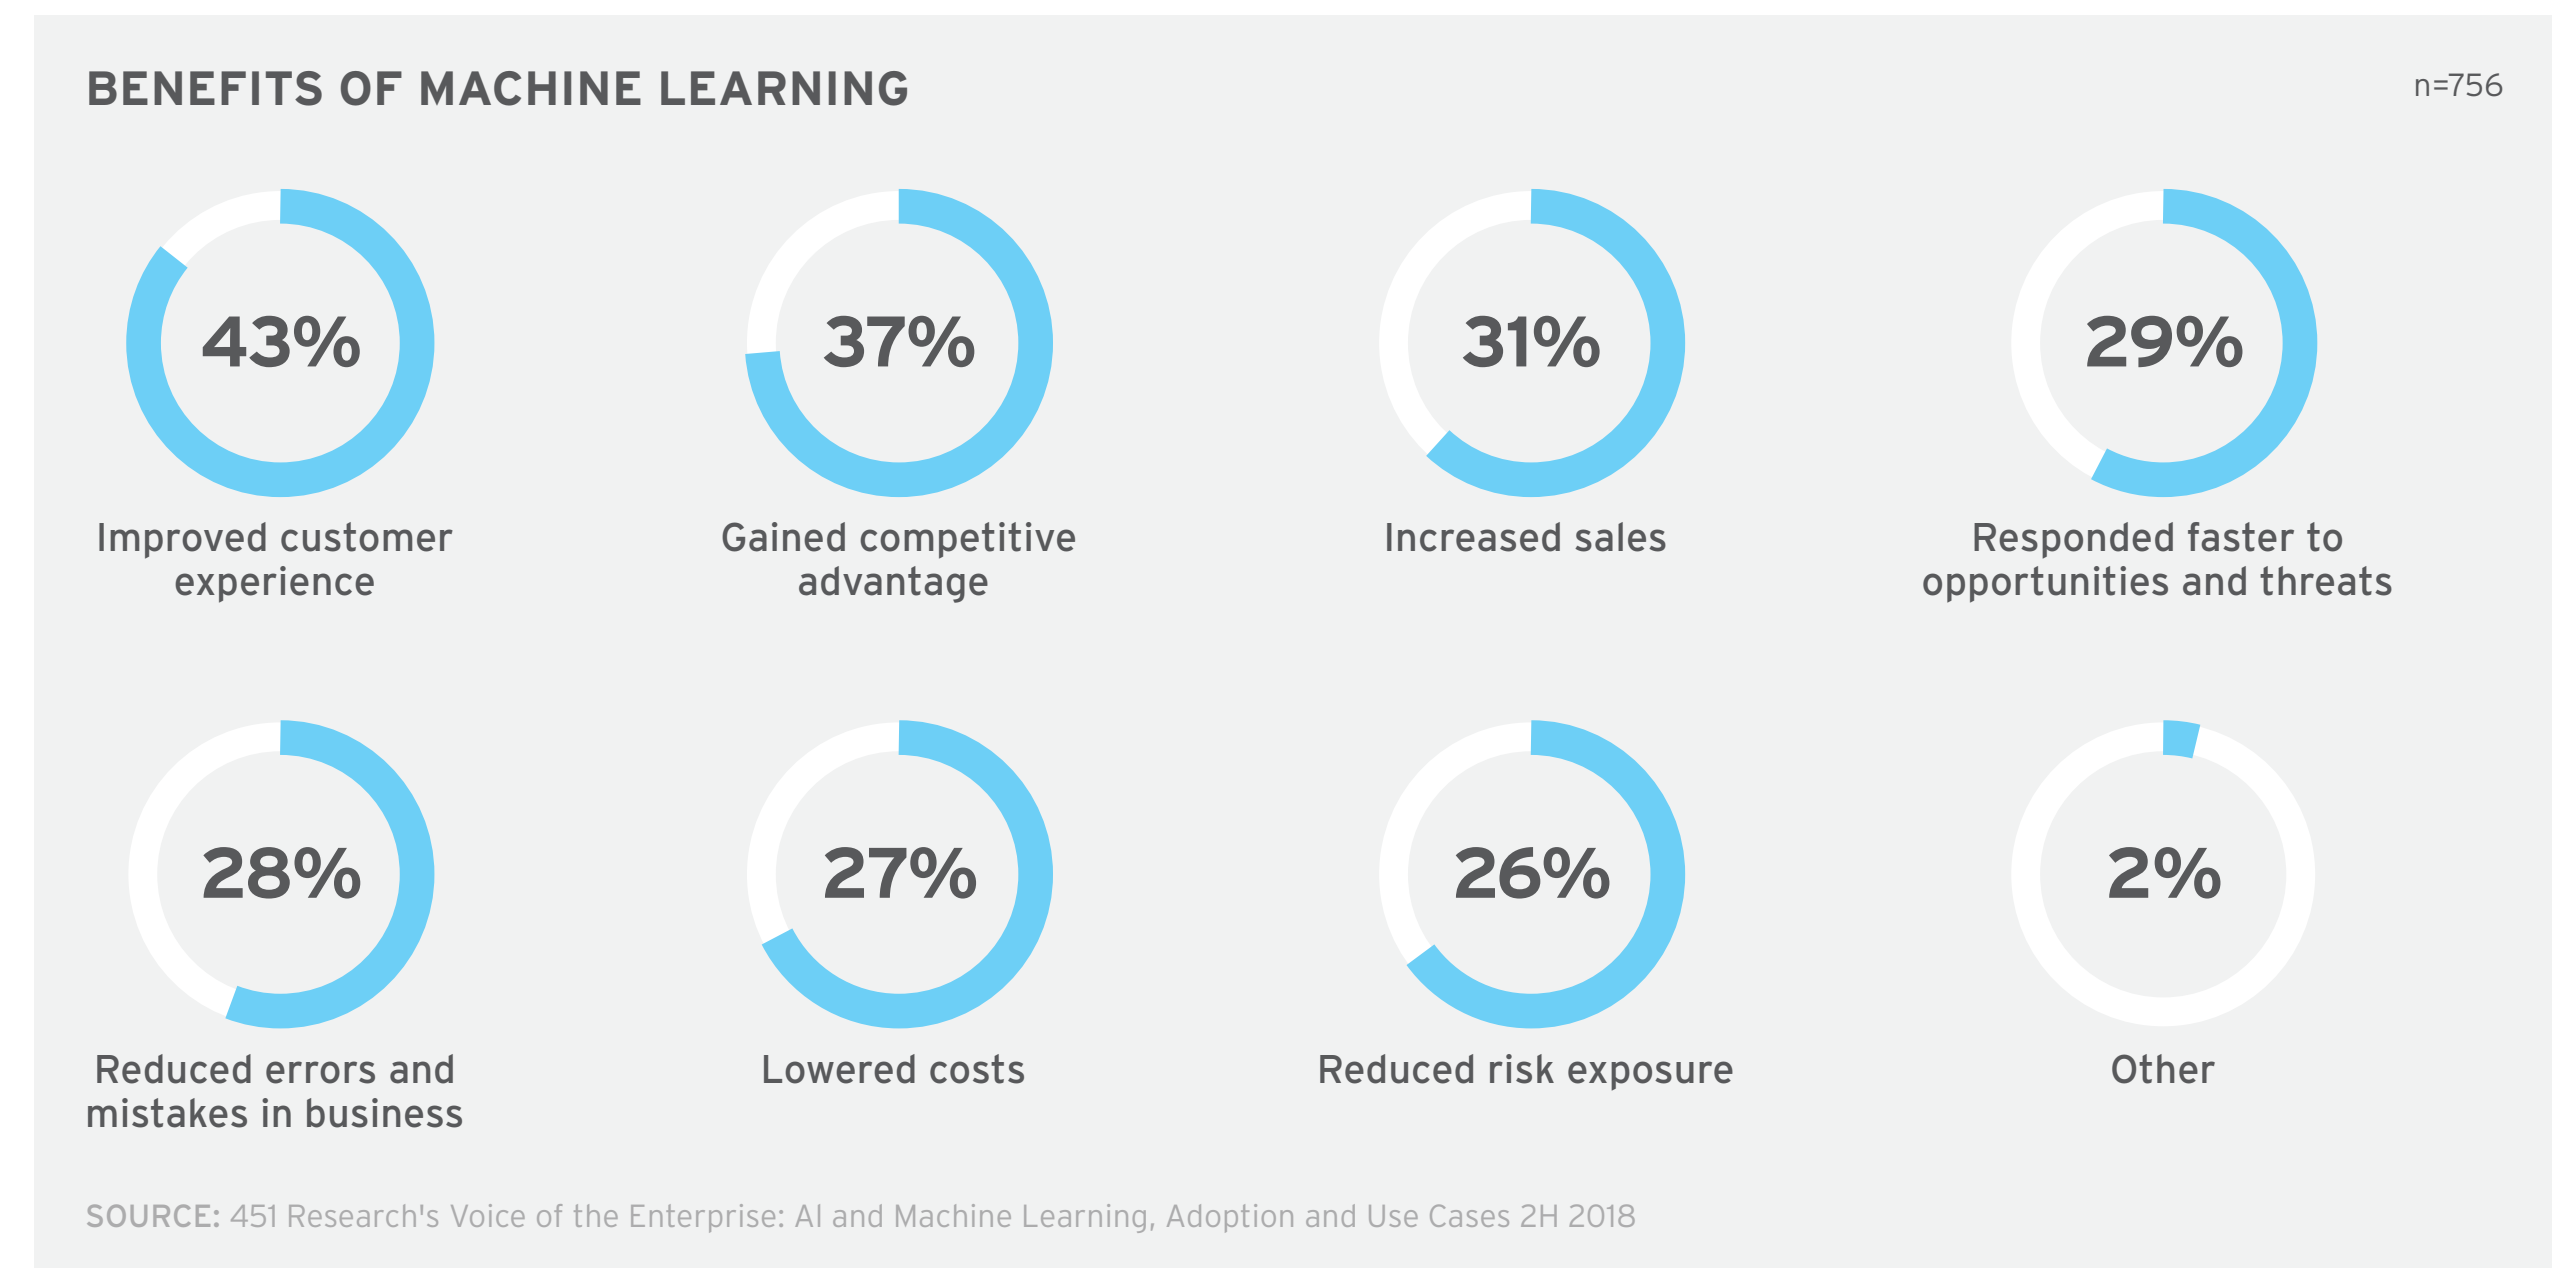 BENEFITS OF MACHINE LEARNING
n=756
43%
Improved customer
experience
37%
Gained competitive
advantage
31%
Increased sales
29%
Responded faster to
opportunities and threats
28%
Reduced errors and
mistakes in business
27%
Lowered costs
26%
Reduced risk exposure
2%
Other
SOURCE: 451 Research's Voice of the Enterprise: AI and Machine Learning, Adoption and Use Cases 2H 2018